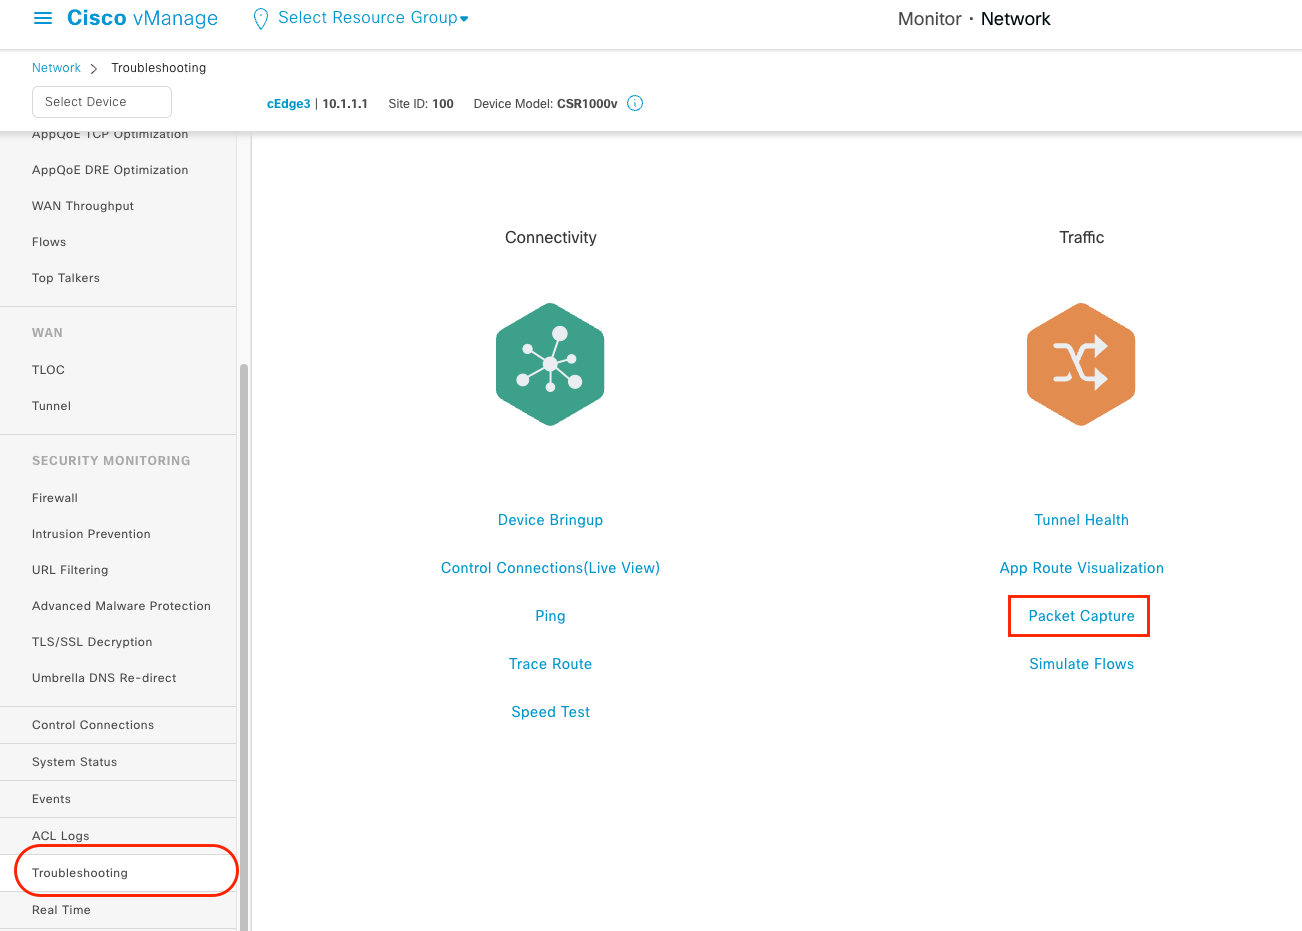 Cisco vManage
Select Resource Group
Monitor · Network
Network > Troubleshooting
Select Device
cEdge3 | 10.1.1.1 Site ID: 100 Device Model: CSR1000v
AppQoE TCP Optimization
AppQoE DRE Optimization
WAN Throughput
Flows
Top Talkers
WAN
TLOC
Tunnel
SECURITY MONITORING
Firewall
Intrusion Prevention
URL Filtering
Advanced Malware Protection
TLS/SSL Decryption
Umbrella DNS Re-direct
Control Connections
System Status
Events
ACL Logs
Troubleshooting
Real Time
Connectivity
Device Bringup
Control Connections(Live View)
Ping
Trace Route
Speed Test
Traffic
Tunnel Health
App Route Visualization
Packet Capture
Simulate Flows